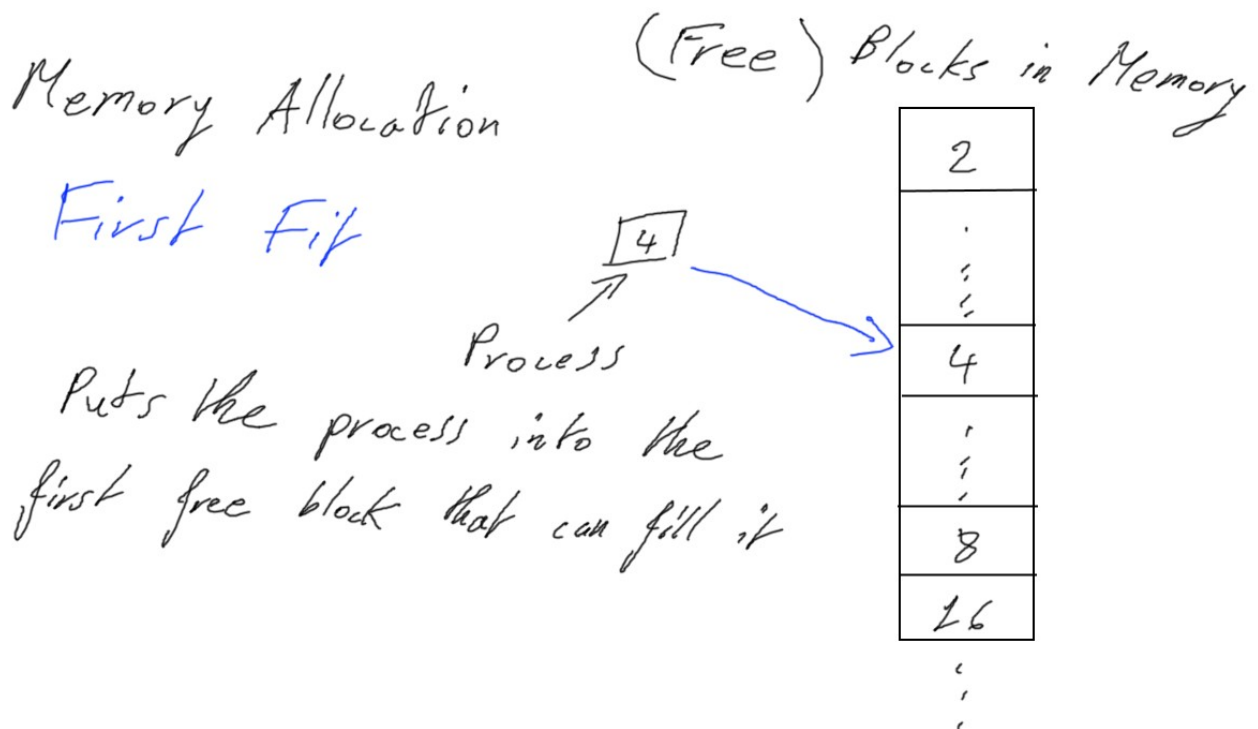 (Free) Blocks in Memory
Memory Allocation
First Fit
4
Process
Puts the process into the
first free block that can fill it
2
4
8
16